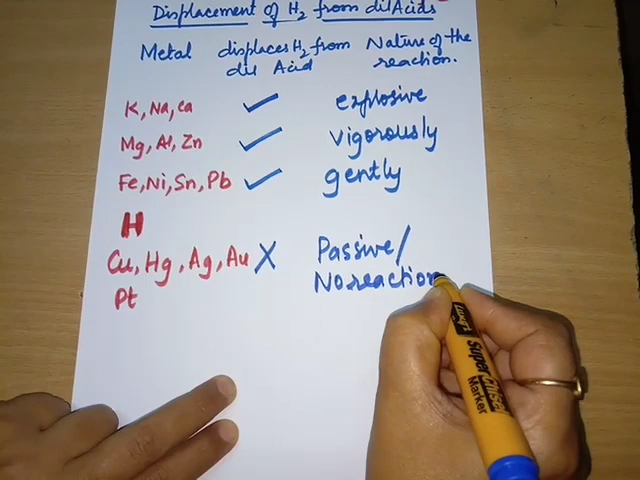 Displacement of H2 from dil Acids
Metal displaces H2 from dil Acid Nature of the reaction.
K, Na, Ca ✓ explosive
Mg, Al, Zn ✓ vigorously
Fe, Ni, Sn, Pb ✓ gently
H
Cu, Hg, Ag, Au X Passive/
Pt No reaction
Luxor
Super
Marker